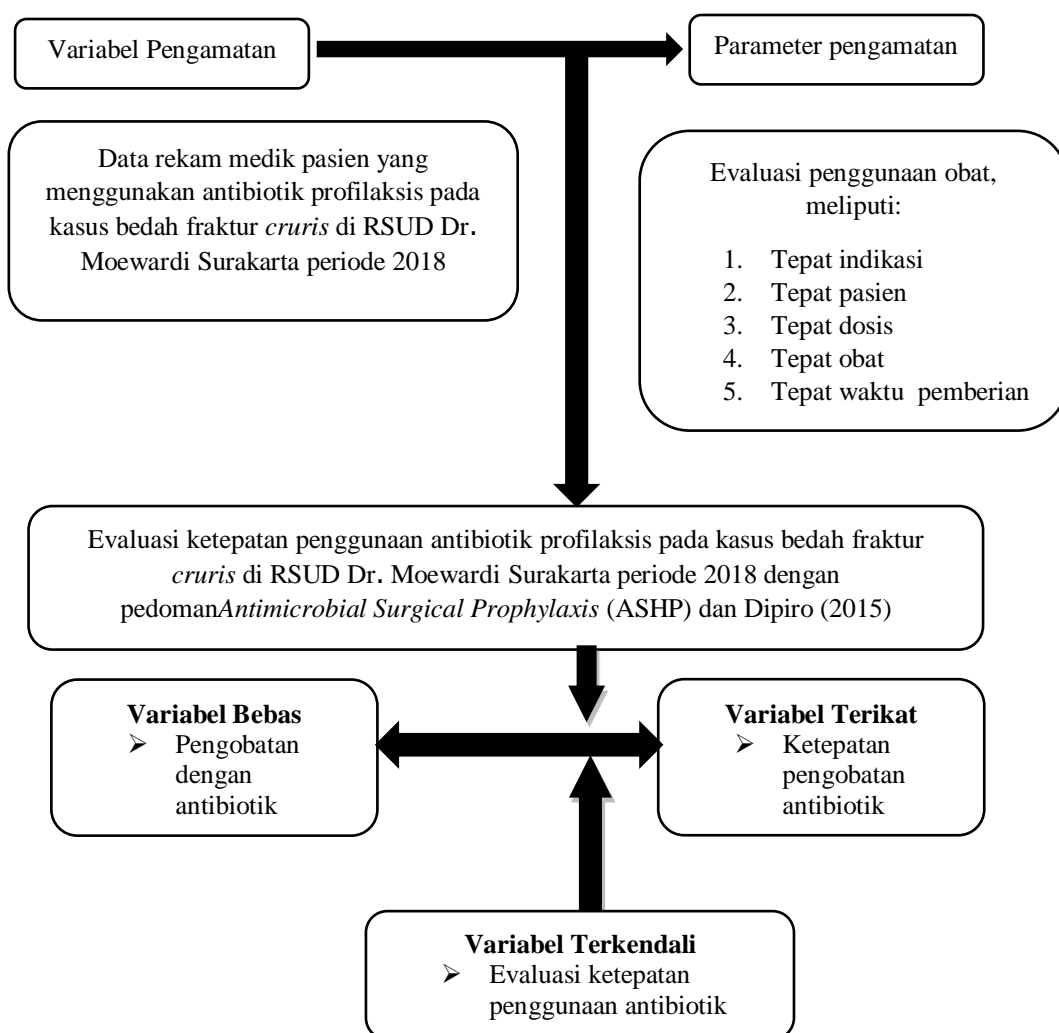 Variabel Pengamatan
Parameter pengamatan
Data rekam medik pasien yang
menggunakan antibiotik profilaksis pada
kasus bedah fraktur cruris di RSUD Dr.
Moewardi Surakarta periode 2018
Evaluasi penggunaan obat,
meliputi:
1. Tepat indikasi
2. Tepat pasien
3. Tepat dosis
4. Tepat obat
5. Tepat waktu pemberian
Evaluasi ketepatan penggunaan antibiotik profilaksis pada kasus bedah fraktur
cruris di RSUD Dr. Moewardi Surakarta periode 2018 dengan
pedomanAntimicrobial Surgical Prophylaxis (ASHP) dan Dipiro (2015)
Variabel Bebas
➢ Pengobatan
dengan
antibiotik
Variabel Terikat
➢ Ketepatan
pengobatan
antibiotik
Variabel Terkendali
➢ Evaluasi ketepatan
penggunaan antibiotik